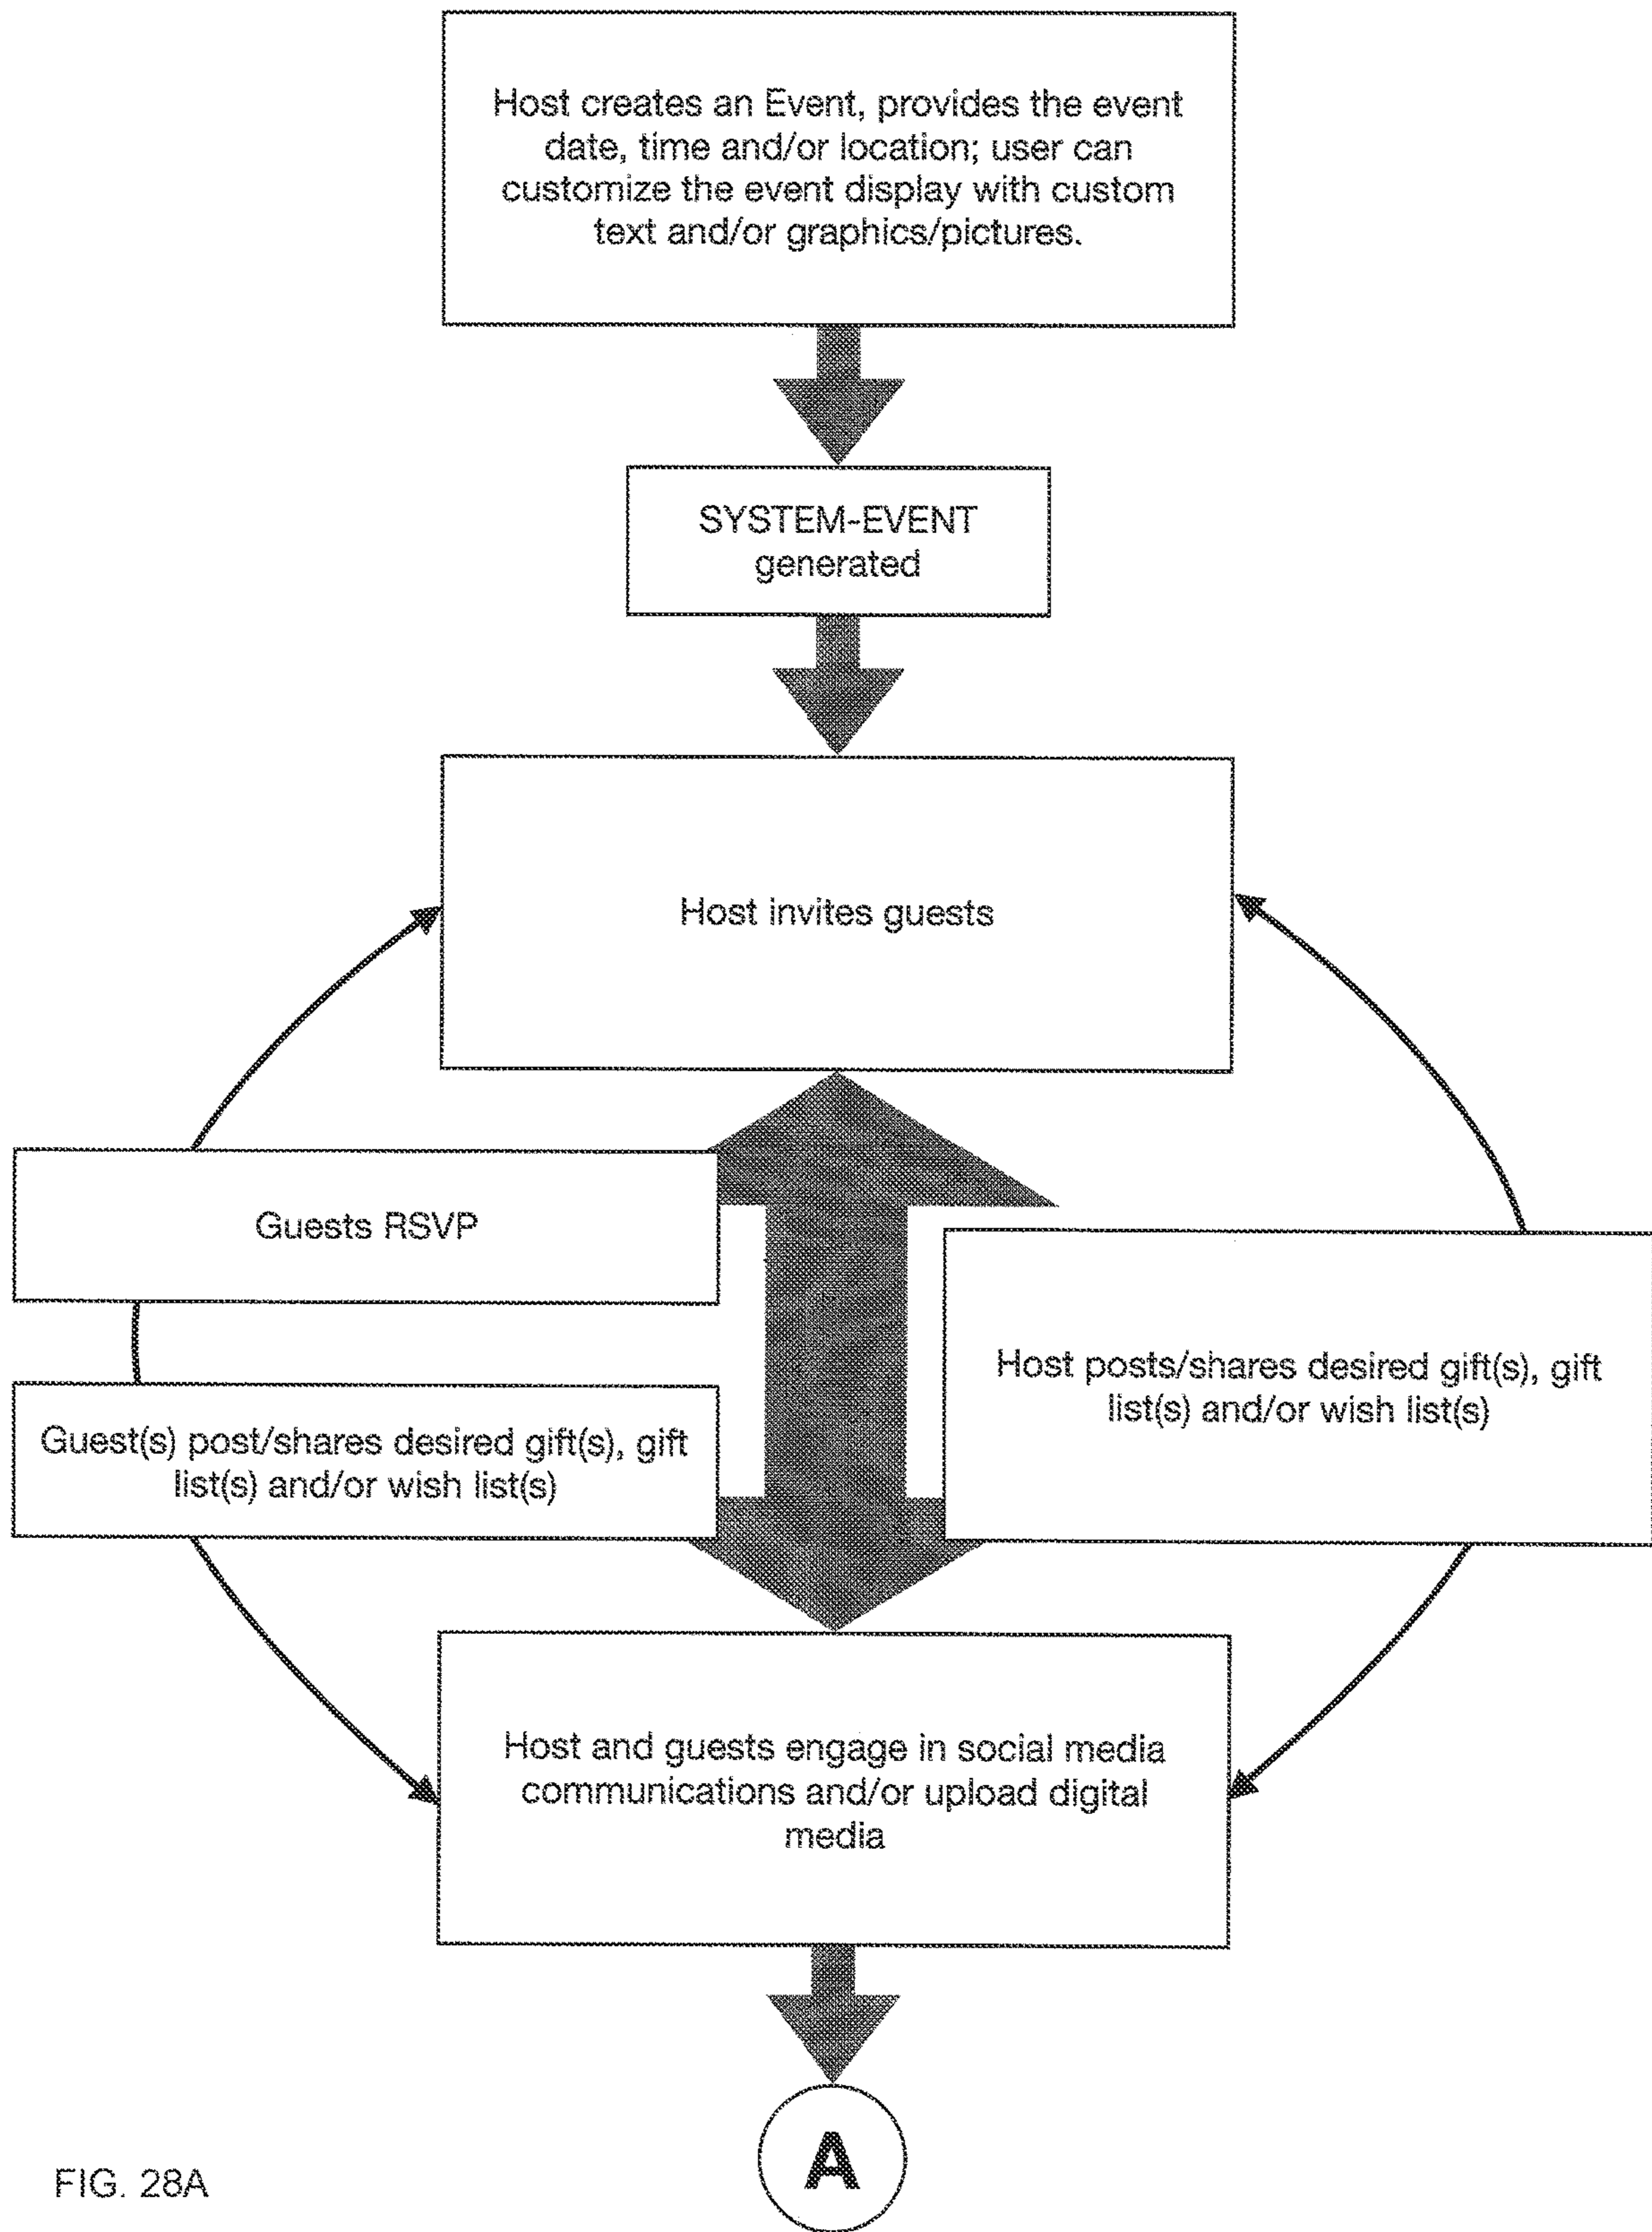 Host creates an Event, provides the event
date, time and/or location; user can
customize the event display with custom
text and/or graphics/pictures.
SYSTEM-EVENT
generated
Host invites guests
Guests RSVP
Guest(s) post/shares desired gift(s), gift
list(s) and/or wish list(s)
Host posts/shares desired gift(s), gift
list(s) and/or wish list(s)
Host and guests engage in social media
communications and/or upload digital
media
A
FIG. 28A